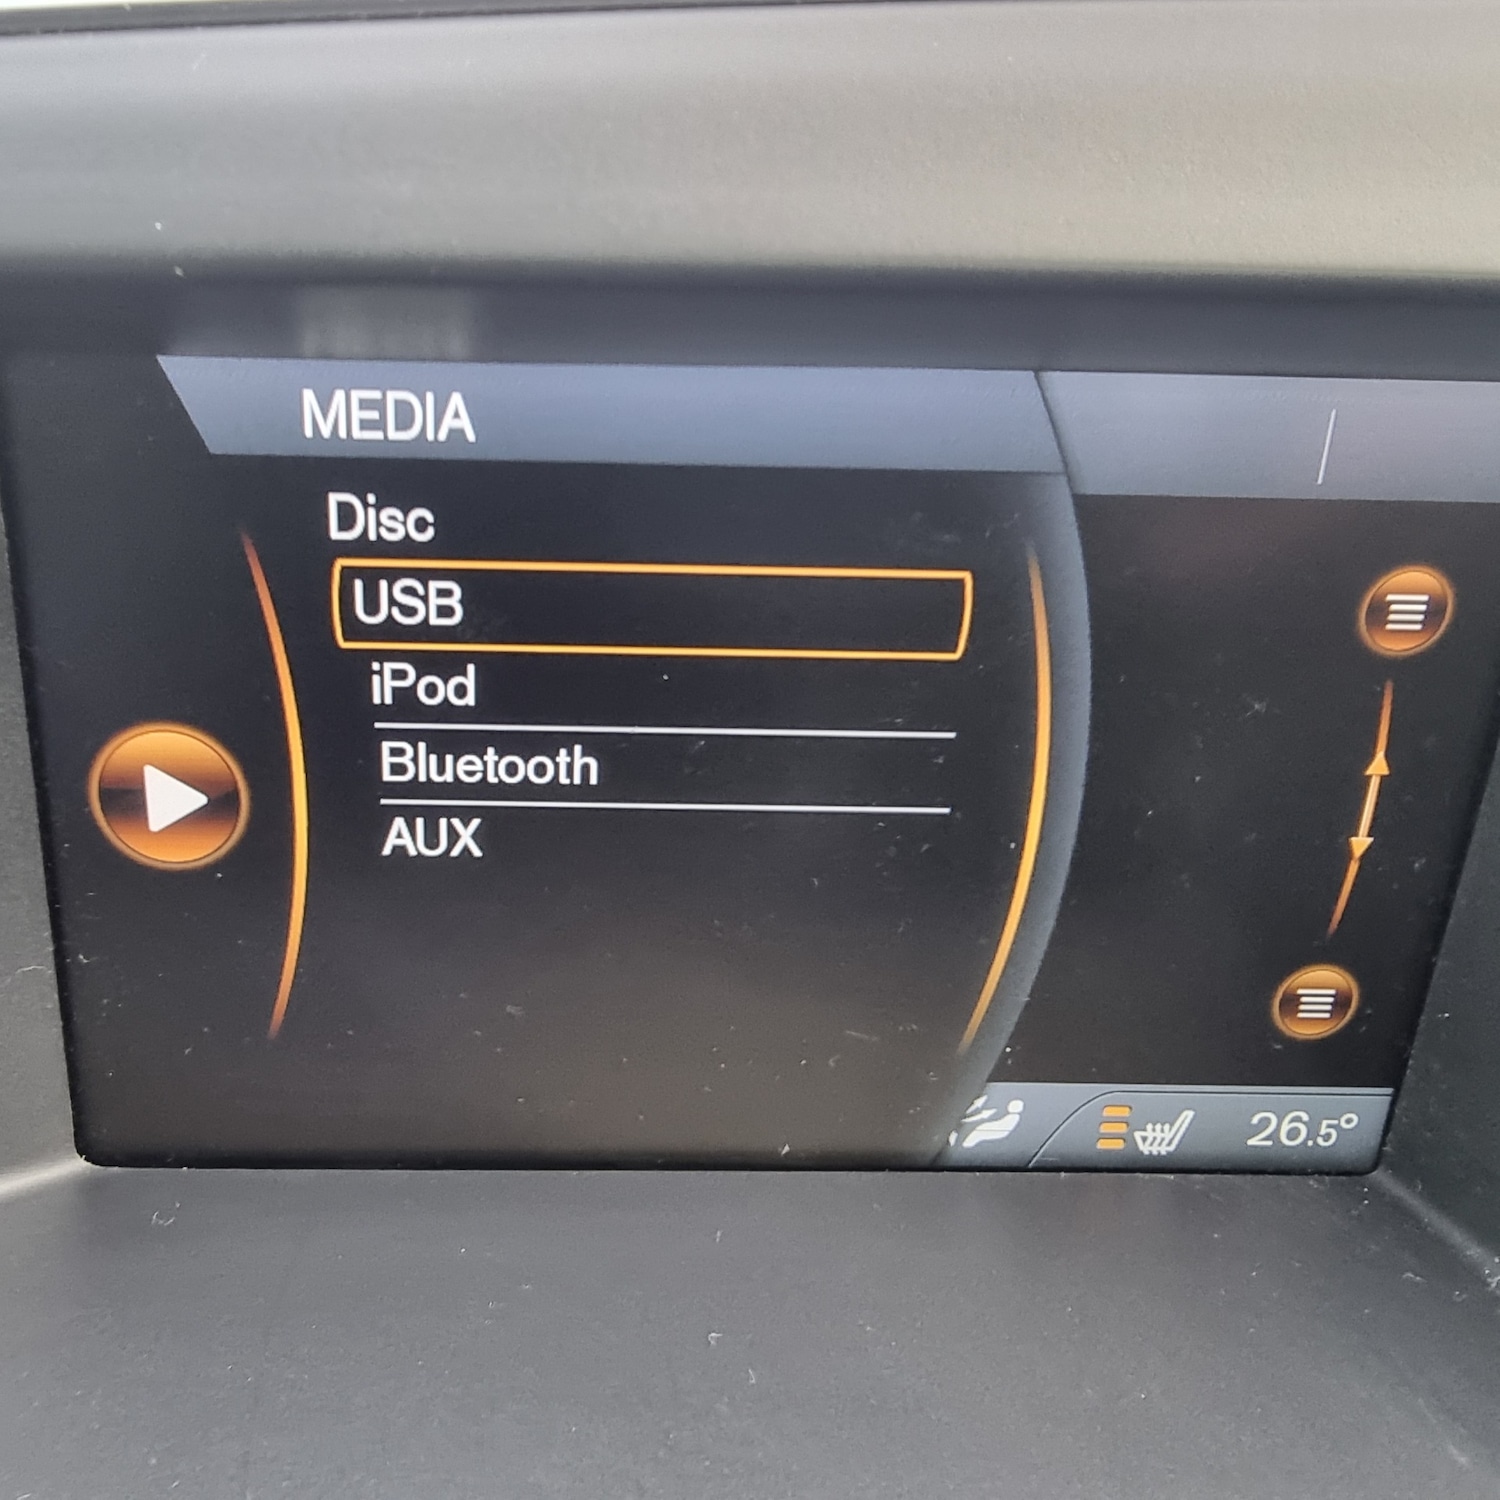 MEDIA
Disc
USB
iPod
Bluetooth
AUX
26.5°